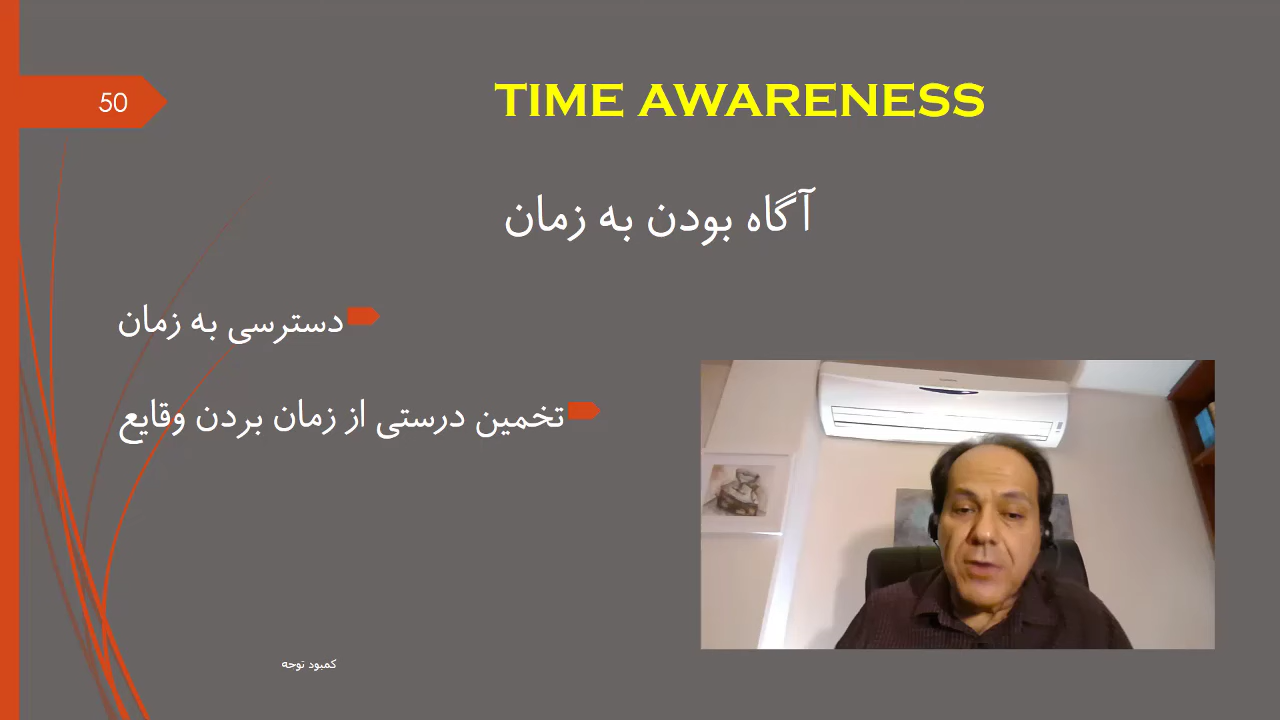 50
TIME AWARENESS
آگاه بودن به زمان
دسترسی به زمان
تخمین درستی از زمان بردن وقایع
کمبود توجه